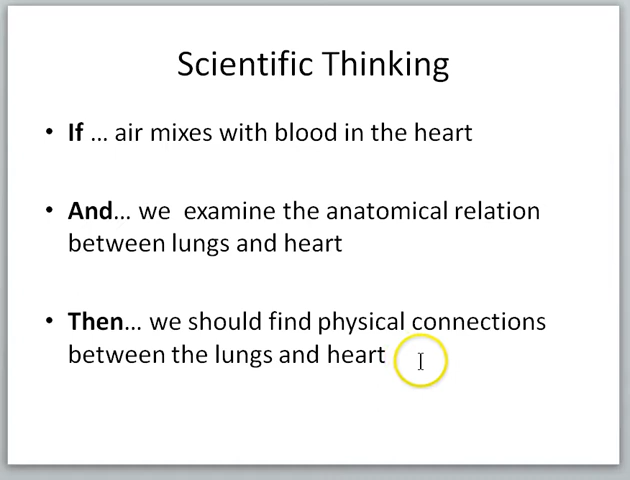 Scientific Thinking
• If ... air mixes with blood in the heart
• And... we  examine the anatomical relation
between lungs and heart
• Then... we should find physical connections
between the lungs and heart